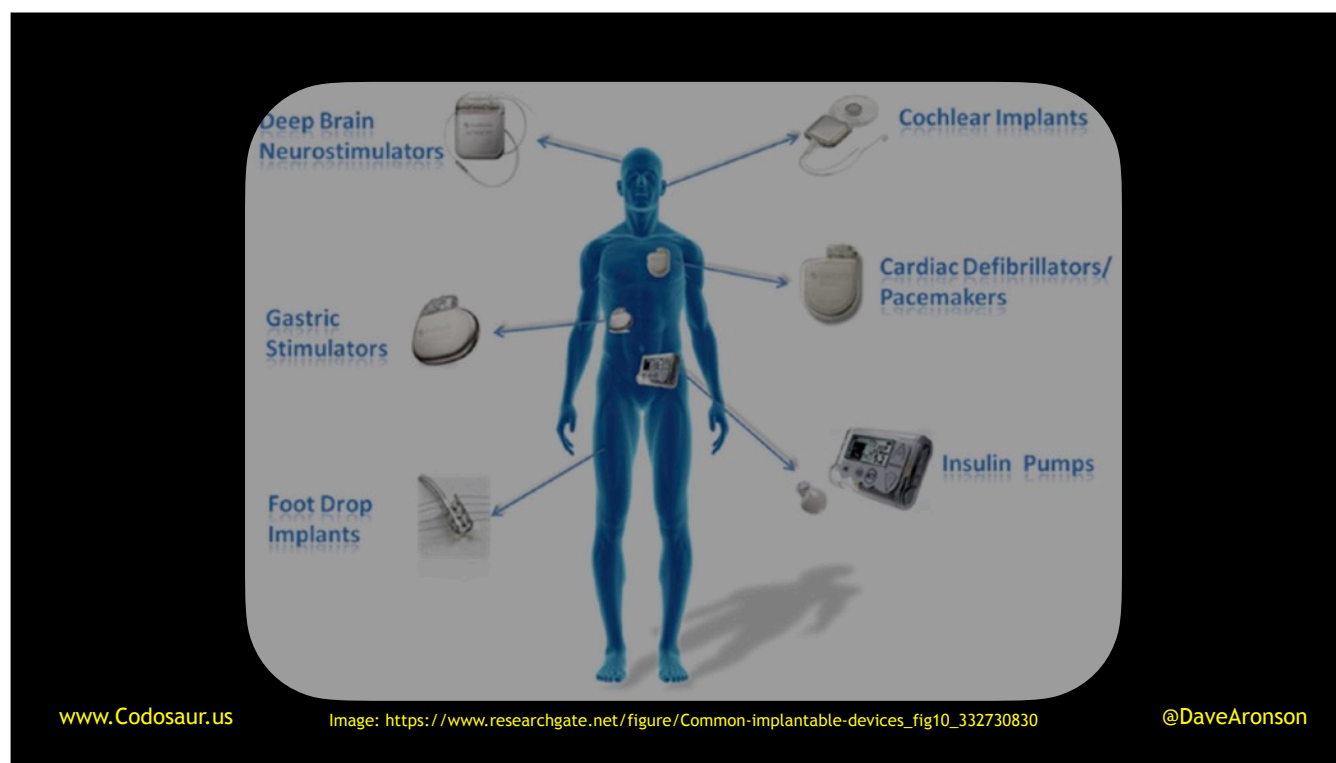 Deep Brain
Neurostimulators
Cochlear Implants
Cardiac Defibrillators/
Pacemakers
Gastric
Stimulators
Insulin Pumps
Foot Drop
Implants
www.Codosaur.us
Image: https://www.researchgate.net/figure/Common-implantable-devices_fig10_332730830
@DaveAronson